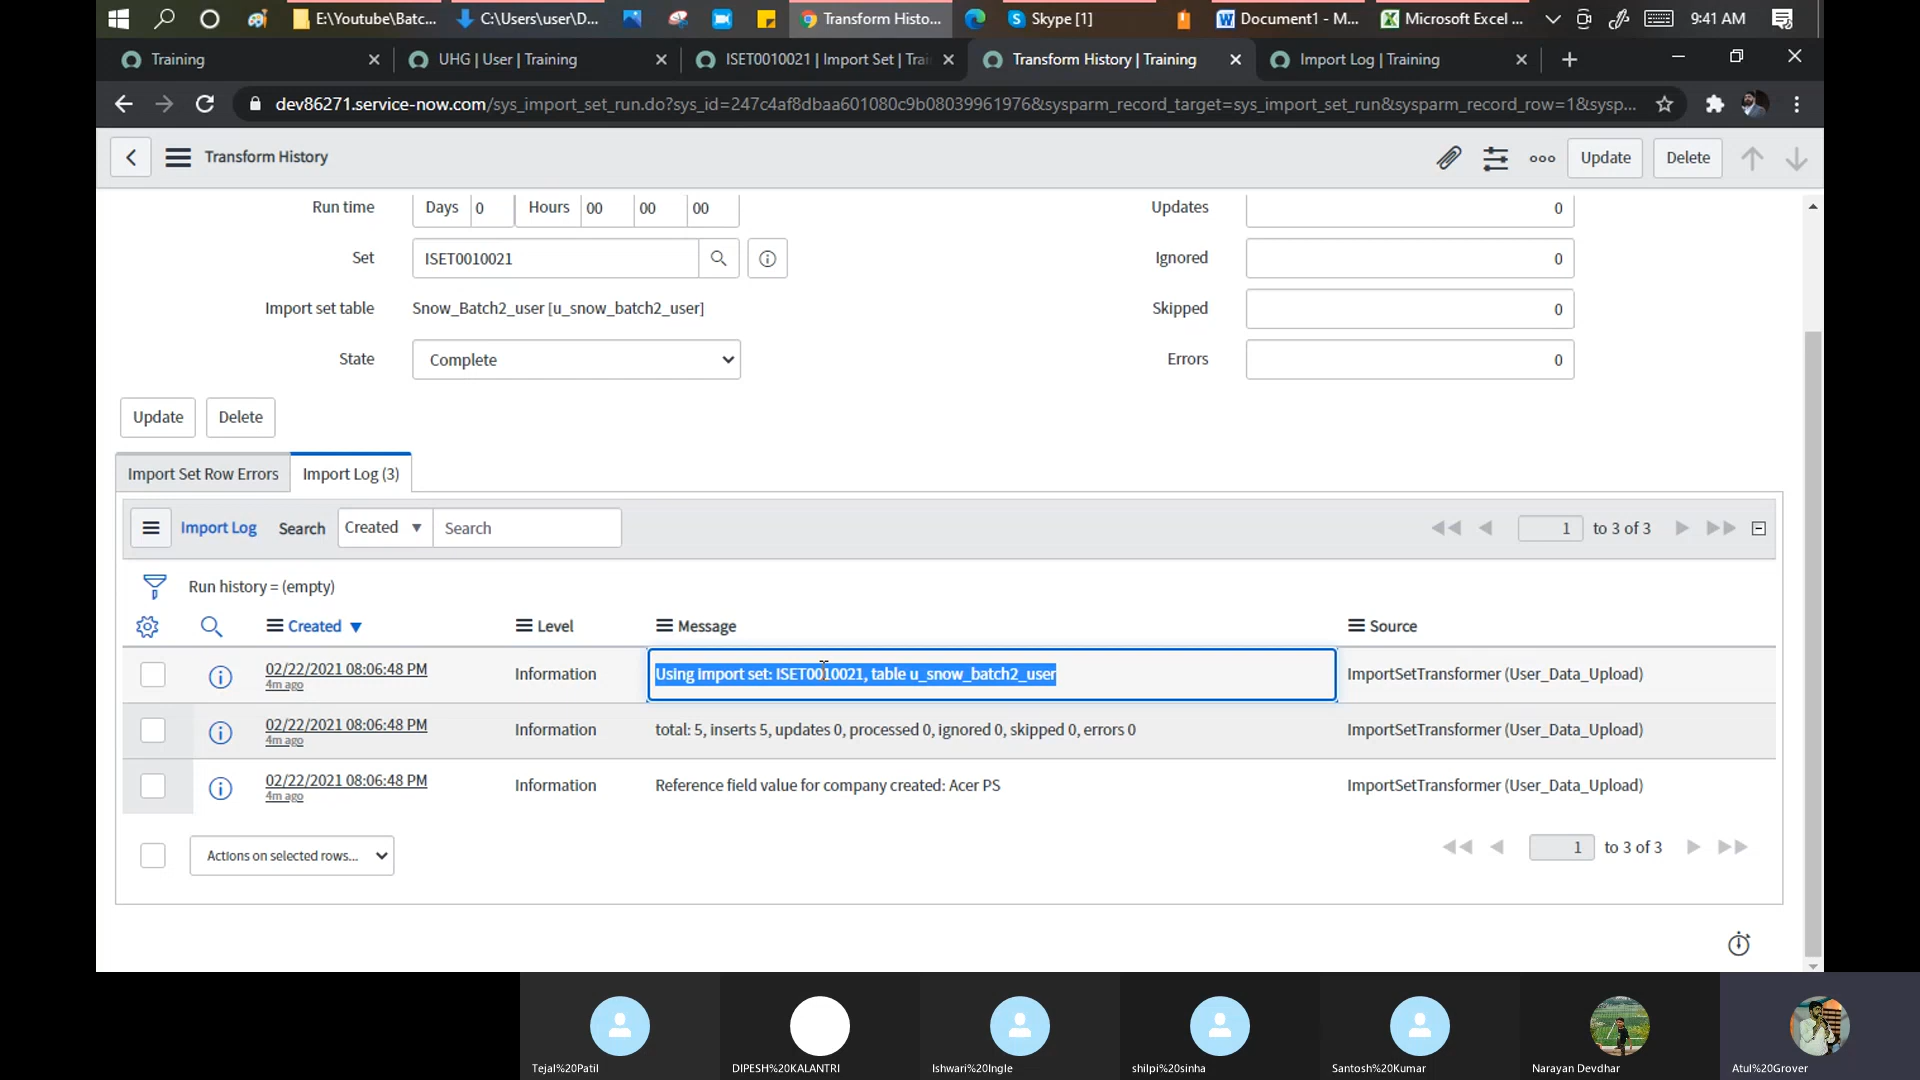 E:\Youtube\Batc...
C:\Users\user\D...
Transform Histo...
Skype [1]
Document1 - M...
Microsoft Excel ...
9:41 AM
Training
UHG | User | Training
ISET0010021 | Import Set | Trai
Transform History | Training
Import Log | Training
dev86271.service-now.com/sys_import_set_run.do?sys_id=247c4af8dbaa601080c9b08039961976&sysparm_record_target=sys_import_set_run&sysparm_record_row=1&sysp...
Transform History
Update
Delete
Run time
Days 0
Hours 00 00 00
Updates
0
Set
ISET0010021
Ignored
0
Import set table
Snow_Batch2_user [u_snow_batch2_user]
Skipped
0
State
Complete
Errors
0
Update
Delete
Import Set Row Errors
Import Log (3)
Import Log
Search
Created
Search
1 to 3 of 3
Run history = (empty)
Created
Level
Message
Source
02/22/2021 08:06:48 PM
4m ago
Information
Using import set: ISET0010021, table u_snow_batch2_user
ImportSetTransformer (User_Data_Upload)
02/22/2021 08:06:48 PM
4m ago
Information
total: 5, inserts 5, updates 0, processed 0, ignored 0, skipped 0, errors 0
ImportSetTransformer (User_Data_Upload)
02/22/2021 08:06:48 PM
4m ago
Information
Reference field value for company created: Acer PS
ImportSetTransformer (User_Data_Upload)
Actions on selected rows...
1 to 3 of 3
Tejal%20Patil
DIPESH%20KALANTRI
Ishwari%20Ingle
shilpi%20sinha
Santosh%20Kumar
Narayan Devdhar
Atul%20Grover